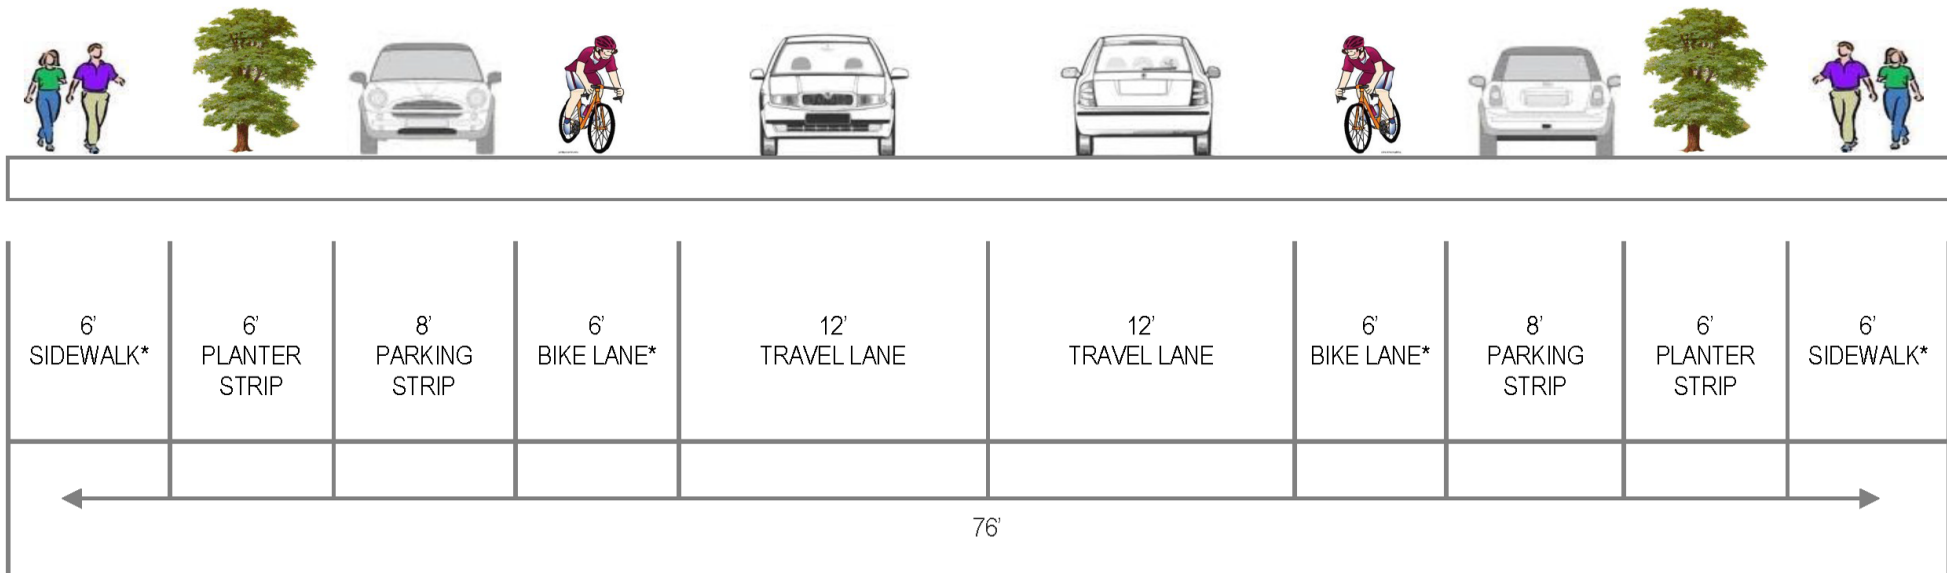 6’
SIDEWALK*
6’
PLANTER
STRIP
8’
PARKING
STRIP
6’
BIKE LANE*
12’
TRAVEL LANE
12’
TRAVEL LANE
6’
BIKE LANE*
8’
PARKING
STRIP
6’
PLANTER
STRIP
6’
SIDEWALK*
76’